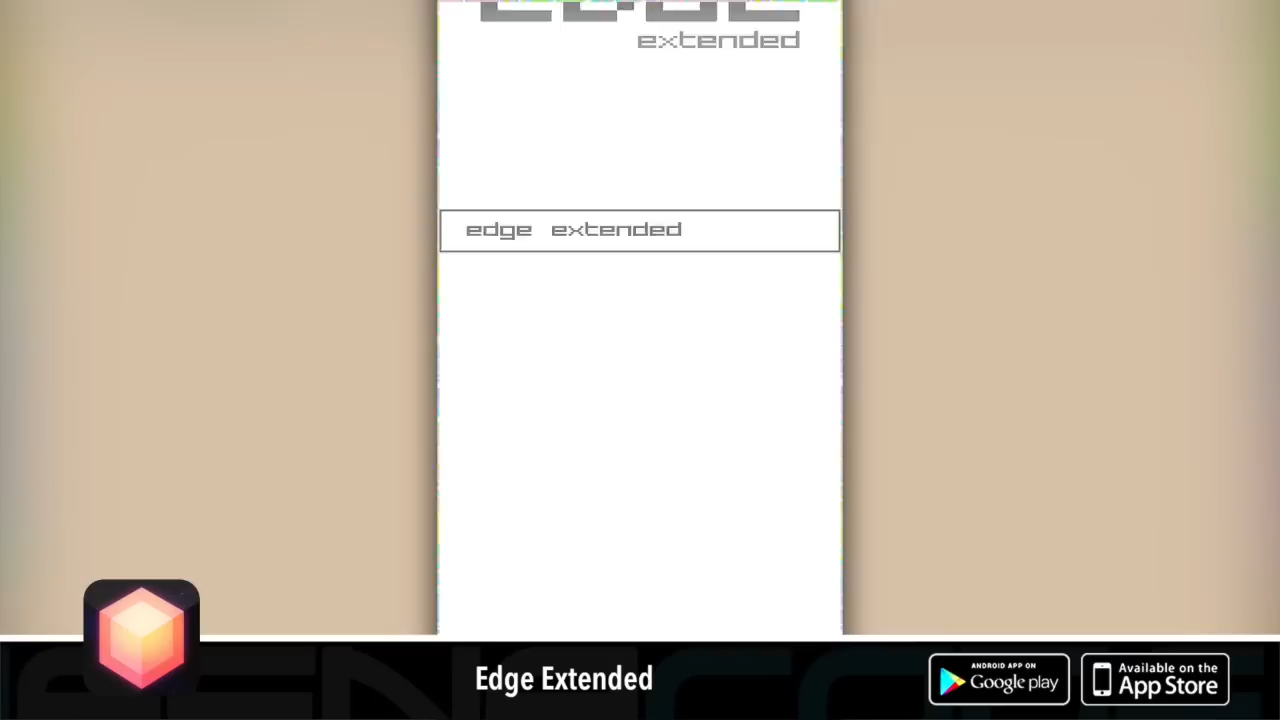 extended
edge extended
Edge Extended
ANDROID APP ON
Google play
Available on the
App Store